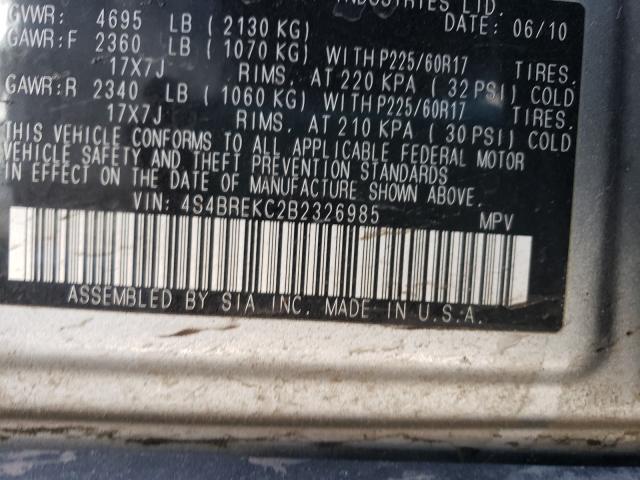 INDUSTRIES LTD.
GVWR: 4695 LB (2130 KG) DATE: 06/10
GAWR:F 2360 LB (1070 KG) WITH P225/60R17 TIRES.
17X7J RIMS. AT 220 KPA (32 PSI) COLD
GAWR:R 2340 LB (1060 KG) WITH P225/60R17 TIRES.
17X7J RIMS. AT 210 KPA (30 PSI) COLD
THIS VEHICLE CONFORMS TO ALL APPLICABLE FEDERAL MOTOR
VEHICLE SAFETY AND THEFT PREVENTION STANDARDS
IN EFFECT ON THE DATE OF MANUFACTURE SHOWN ABOVE.
VIN: 4S4BREKC2B2326985 MPV
ASSEMBLED BY SIA INC. MADE IN U.S.A.